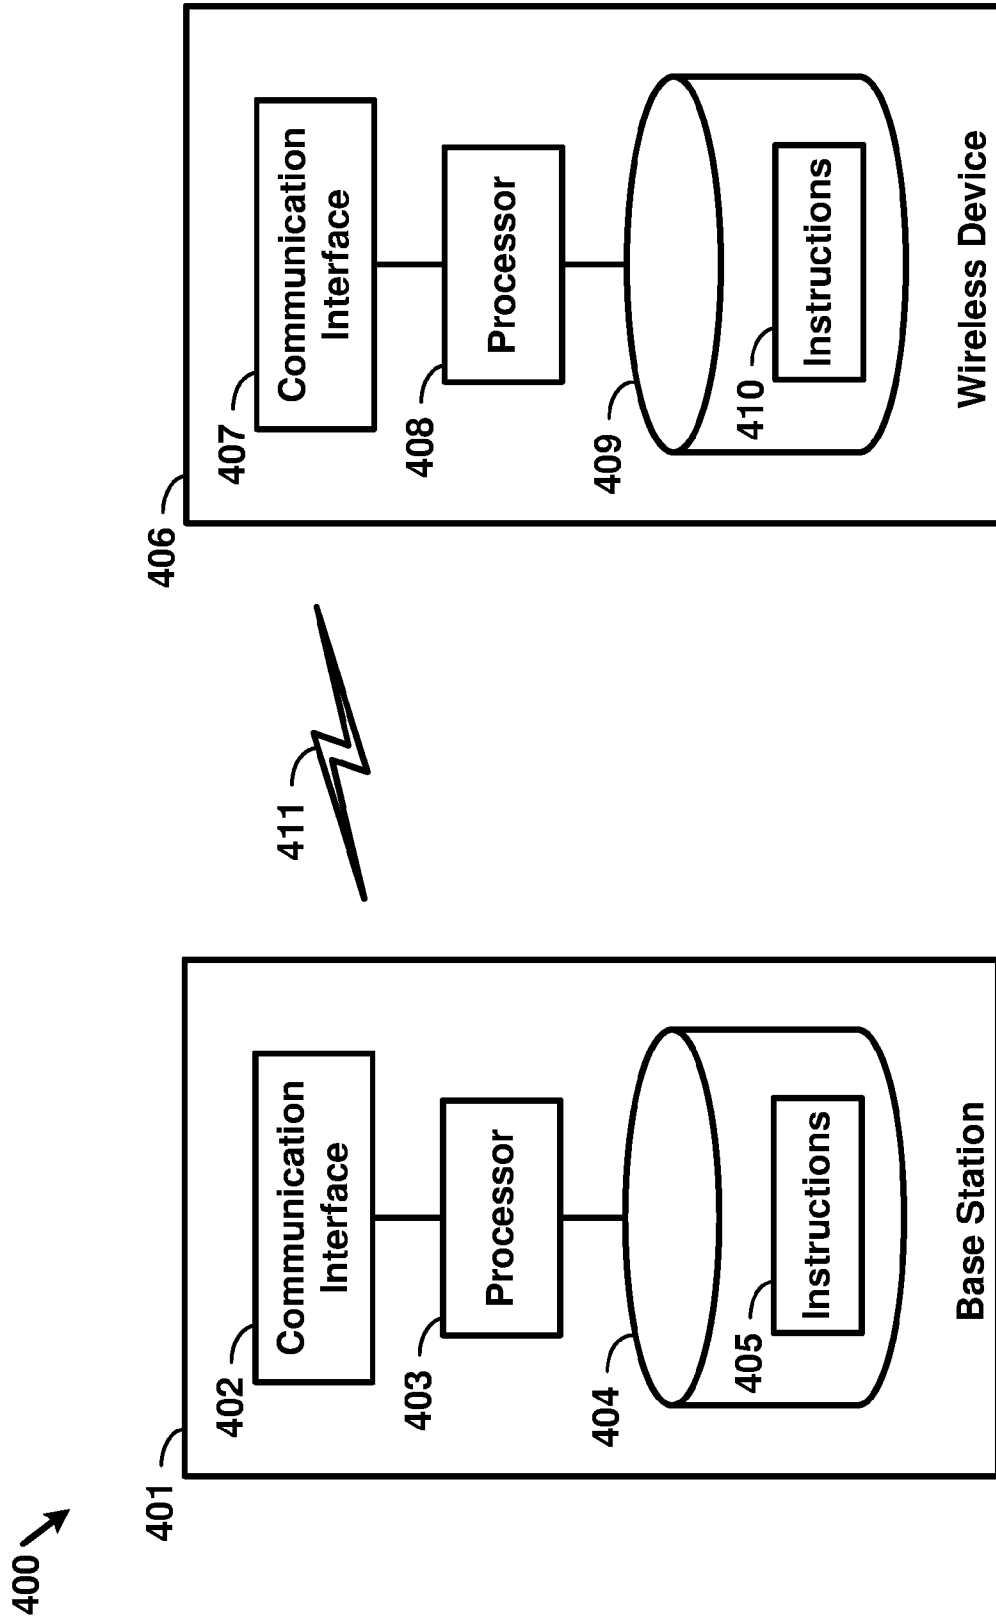 400
401
402
Communication
Interface
403
Processor
404
405
Instructions
Base Station
411
406
407
Communication
Interface
408
Processor
409
410
Instructions
Wireless Device